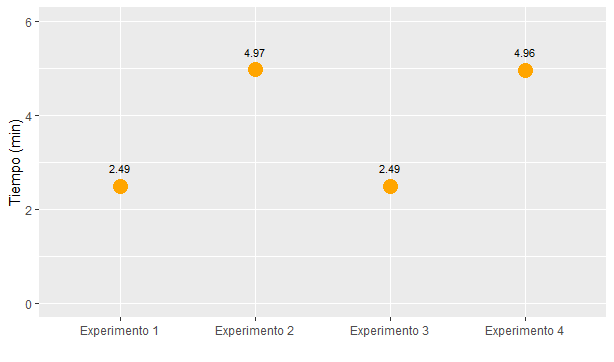 6
4
2
0
Tiempo (min)
2.49
4.97
2.49
4.96
Experimento 1
Experimento 2
Experimento 3
Experimento 4